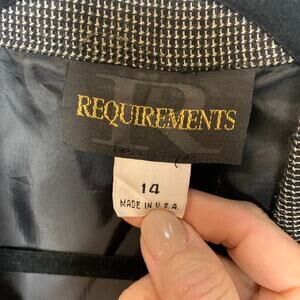 R
REQUIREMENTS
14
MADE IN U.S.A.